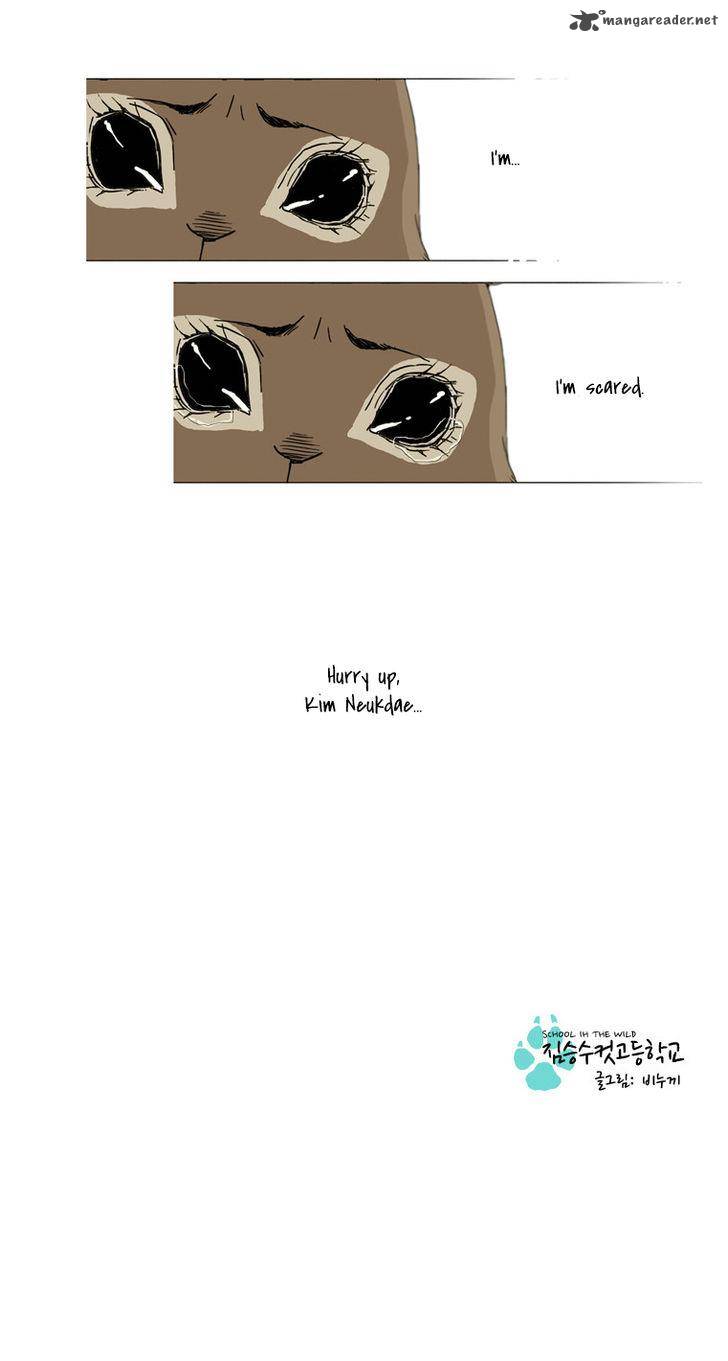 mangareader.net
I'm...
I'm scared.
Hurry up,
Kim Neukdae...
SCHOOL IN THE WILD
짐승수컷고등학교
글그림: 비누끼